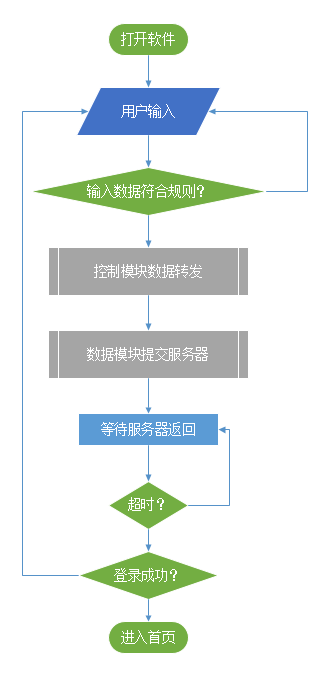 打开软件
用户输入
输入数据符合规则？
控制模块数据转发
数据模块提交服务器
等待服务器返回
超时？
登录成功？
进入首页